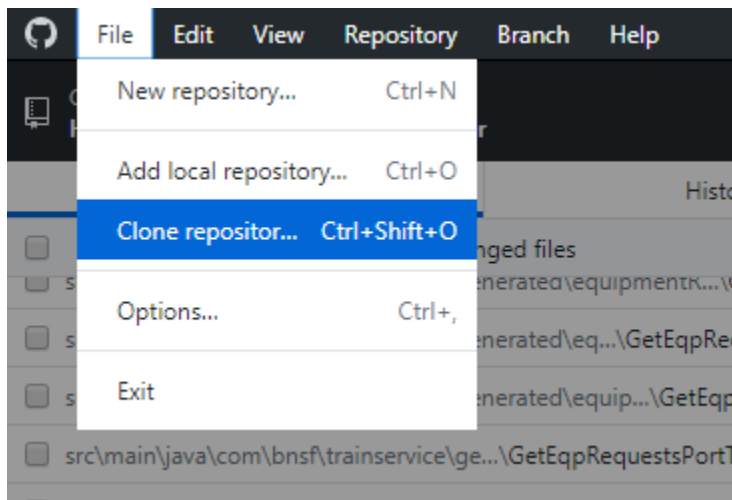 File Edit View Repository Branch Help
New repository... Ctrl+N
Add local repository... Ctrl+O
Histo
Clone repositor... Ctrl+Shift+O
nged files
s enerated\equipmentR...\
Options... Ctrl+,
s enerated\eq...\GetEqpRe
Exit
s enerated\equip...\GetEqp
src\main\java\com\bnsf\trainservice\ge...\GetEqpRequestsPortT